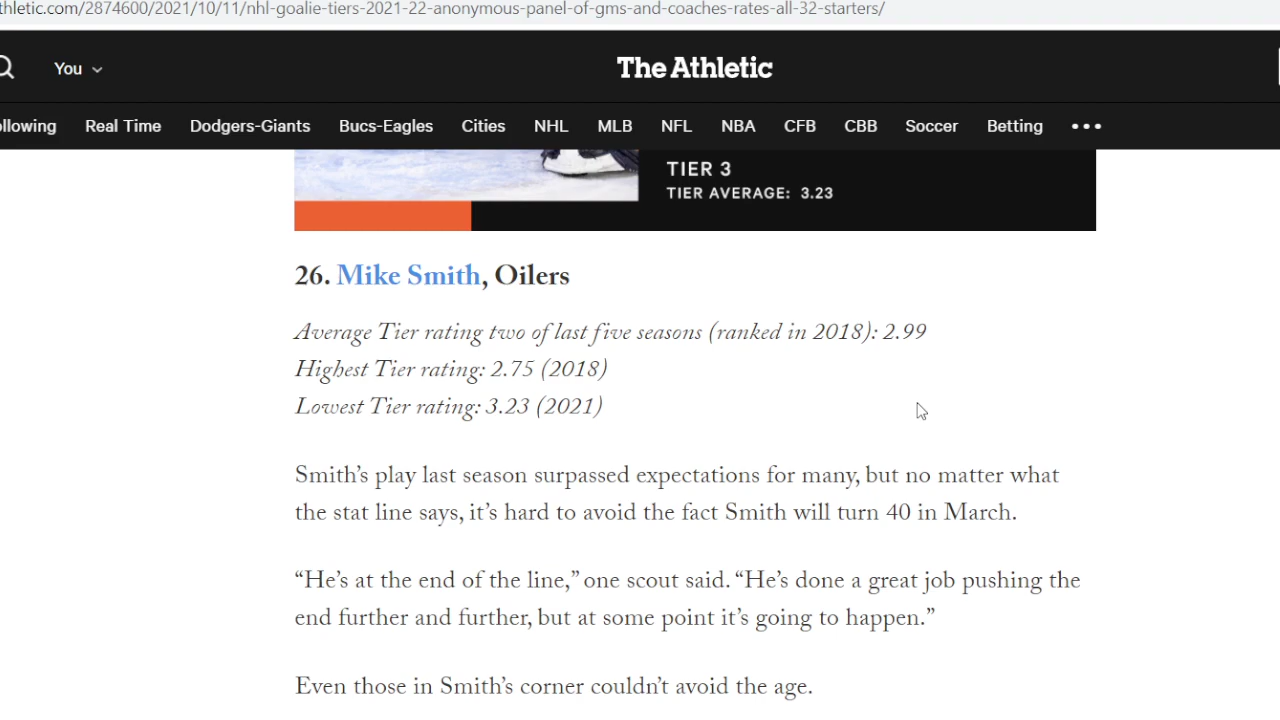 thletic.com/2874600/2021/10/11/nhl-goalie-tiers-2021-22-anonymous-panel-of-gms-and-coaches-rates-all-32-starters/
You The Athletic
ollowing Real Time Dodgers-Giants Bucs-Eagles Cities NHL MLB NFL NBA CFB CBB Soccer Betting •••
TIER 3
TIER AVERAGE: 3.23
26. Mike Smith, Oilers
Average Tier rating two of last five seasons (ranked in 2018): 2.99
Highest Tier rating: 2.75 (2018)
Lowest Tier rating: 3.23 (2021)
Smith’s play last season surpassed expectations for many, but no matter what
the stat line says, it’s hard to avoid the fact Smith will turn 40 in March.
“He’s at the end of the line,” one scout said. “He’s done a great job pushing the
end further and further, but at some point it’s going to happen.”
Even those in Smith’s corner couldn’t avoid the age.